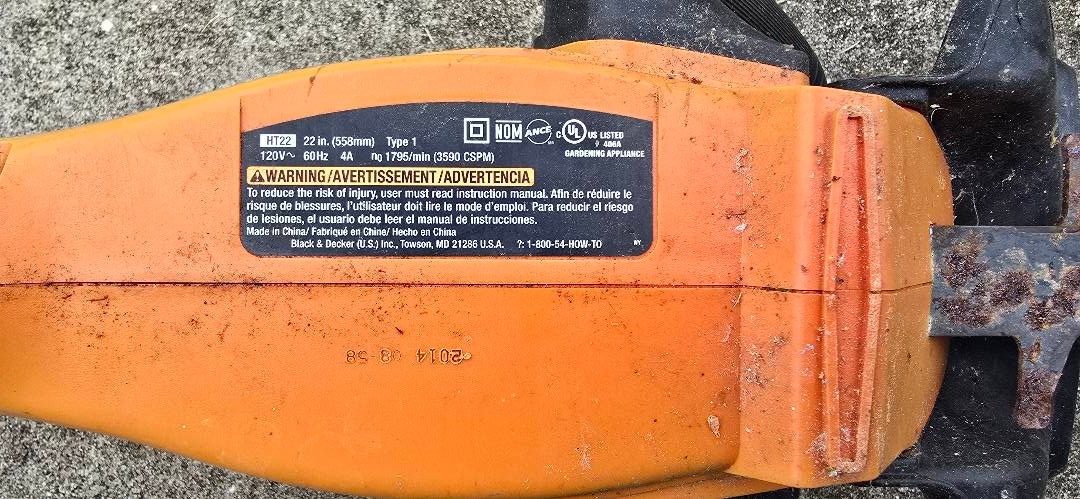 HT22 22 in. (558mm) Type 1
NOM ANCE
C UL US LISTED
486A
GARDENING APPLIANCE
120V~ 60Hz 4A n0 1795/min (3590 CSPM)
WARNING/AVERTISSEMENT/ADVERTENCIA
To reduce the risk of injury, user must read instruction manual. Afin de réduire le
risque de blessures, l'utilisateur doit lire le mode d'emploi. Para reducir el riesgo
de lesiones, el usuario debe leer el manual de instrucciones.
Made in China/ Fabriqué en Chine/ Hecho en China
Black & Decker (U.S.) Inc., Towson, MD 21286 U.S.A. ?: 1-800-54-HOW-TO
2014 08-58